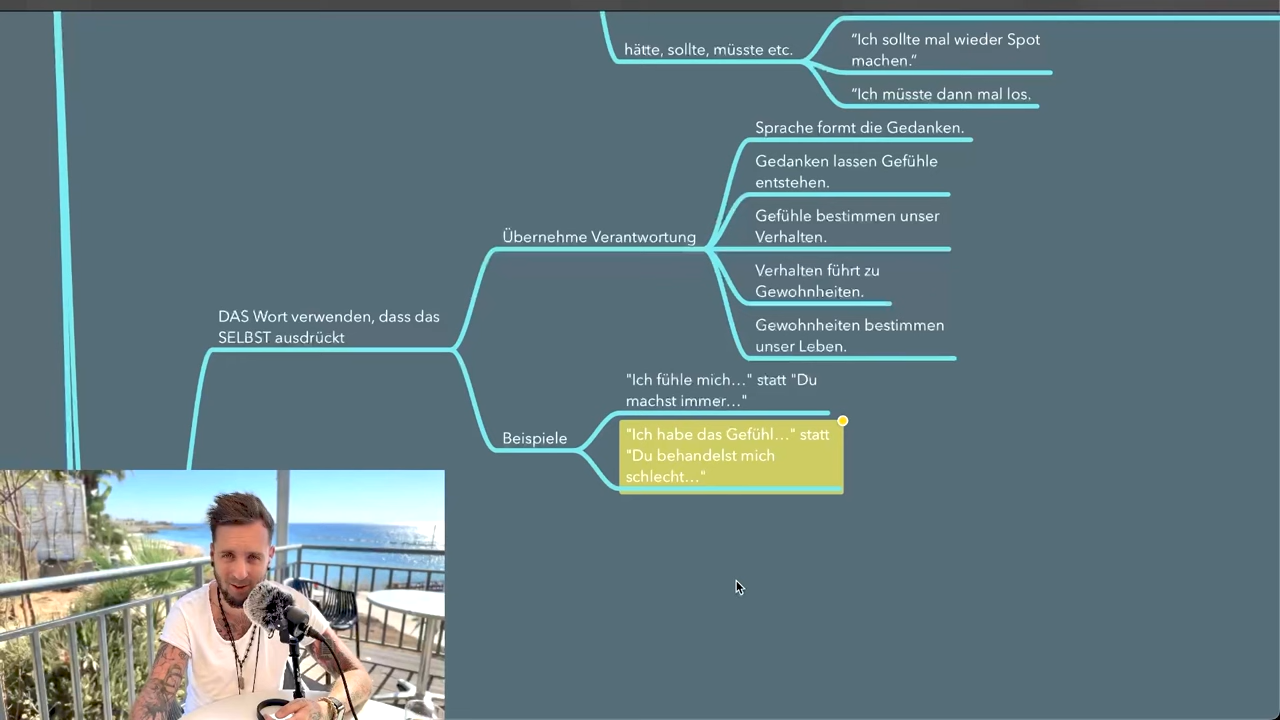 hätte, sollte, müsste etc.
“Ich sollte mal wieder Spot
machen.”
“Ich müsste dann mal los.
Sprache formt die Gedanken.
Gedanken lassen Gefühle
entstehen.
Übernehme Verantwortung
Gefühle bestimmen unser
Verhalten.
Verhalten führt zu
Gewohnheiten.
Gewohnheiten bestimmen
unser Leben.
DAS Wort verwenden, dass das
SELBST ausdrückt
Beispiele
"Ich fühle mich…" statt "Du
machst immer…"
"Ich habe das Gefühl…" statt
"Du behandelst mich
schlecht…"